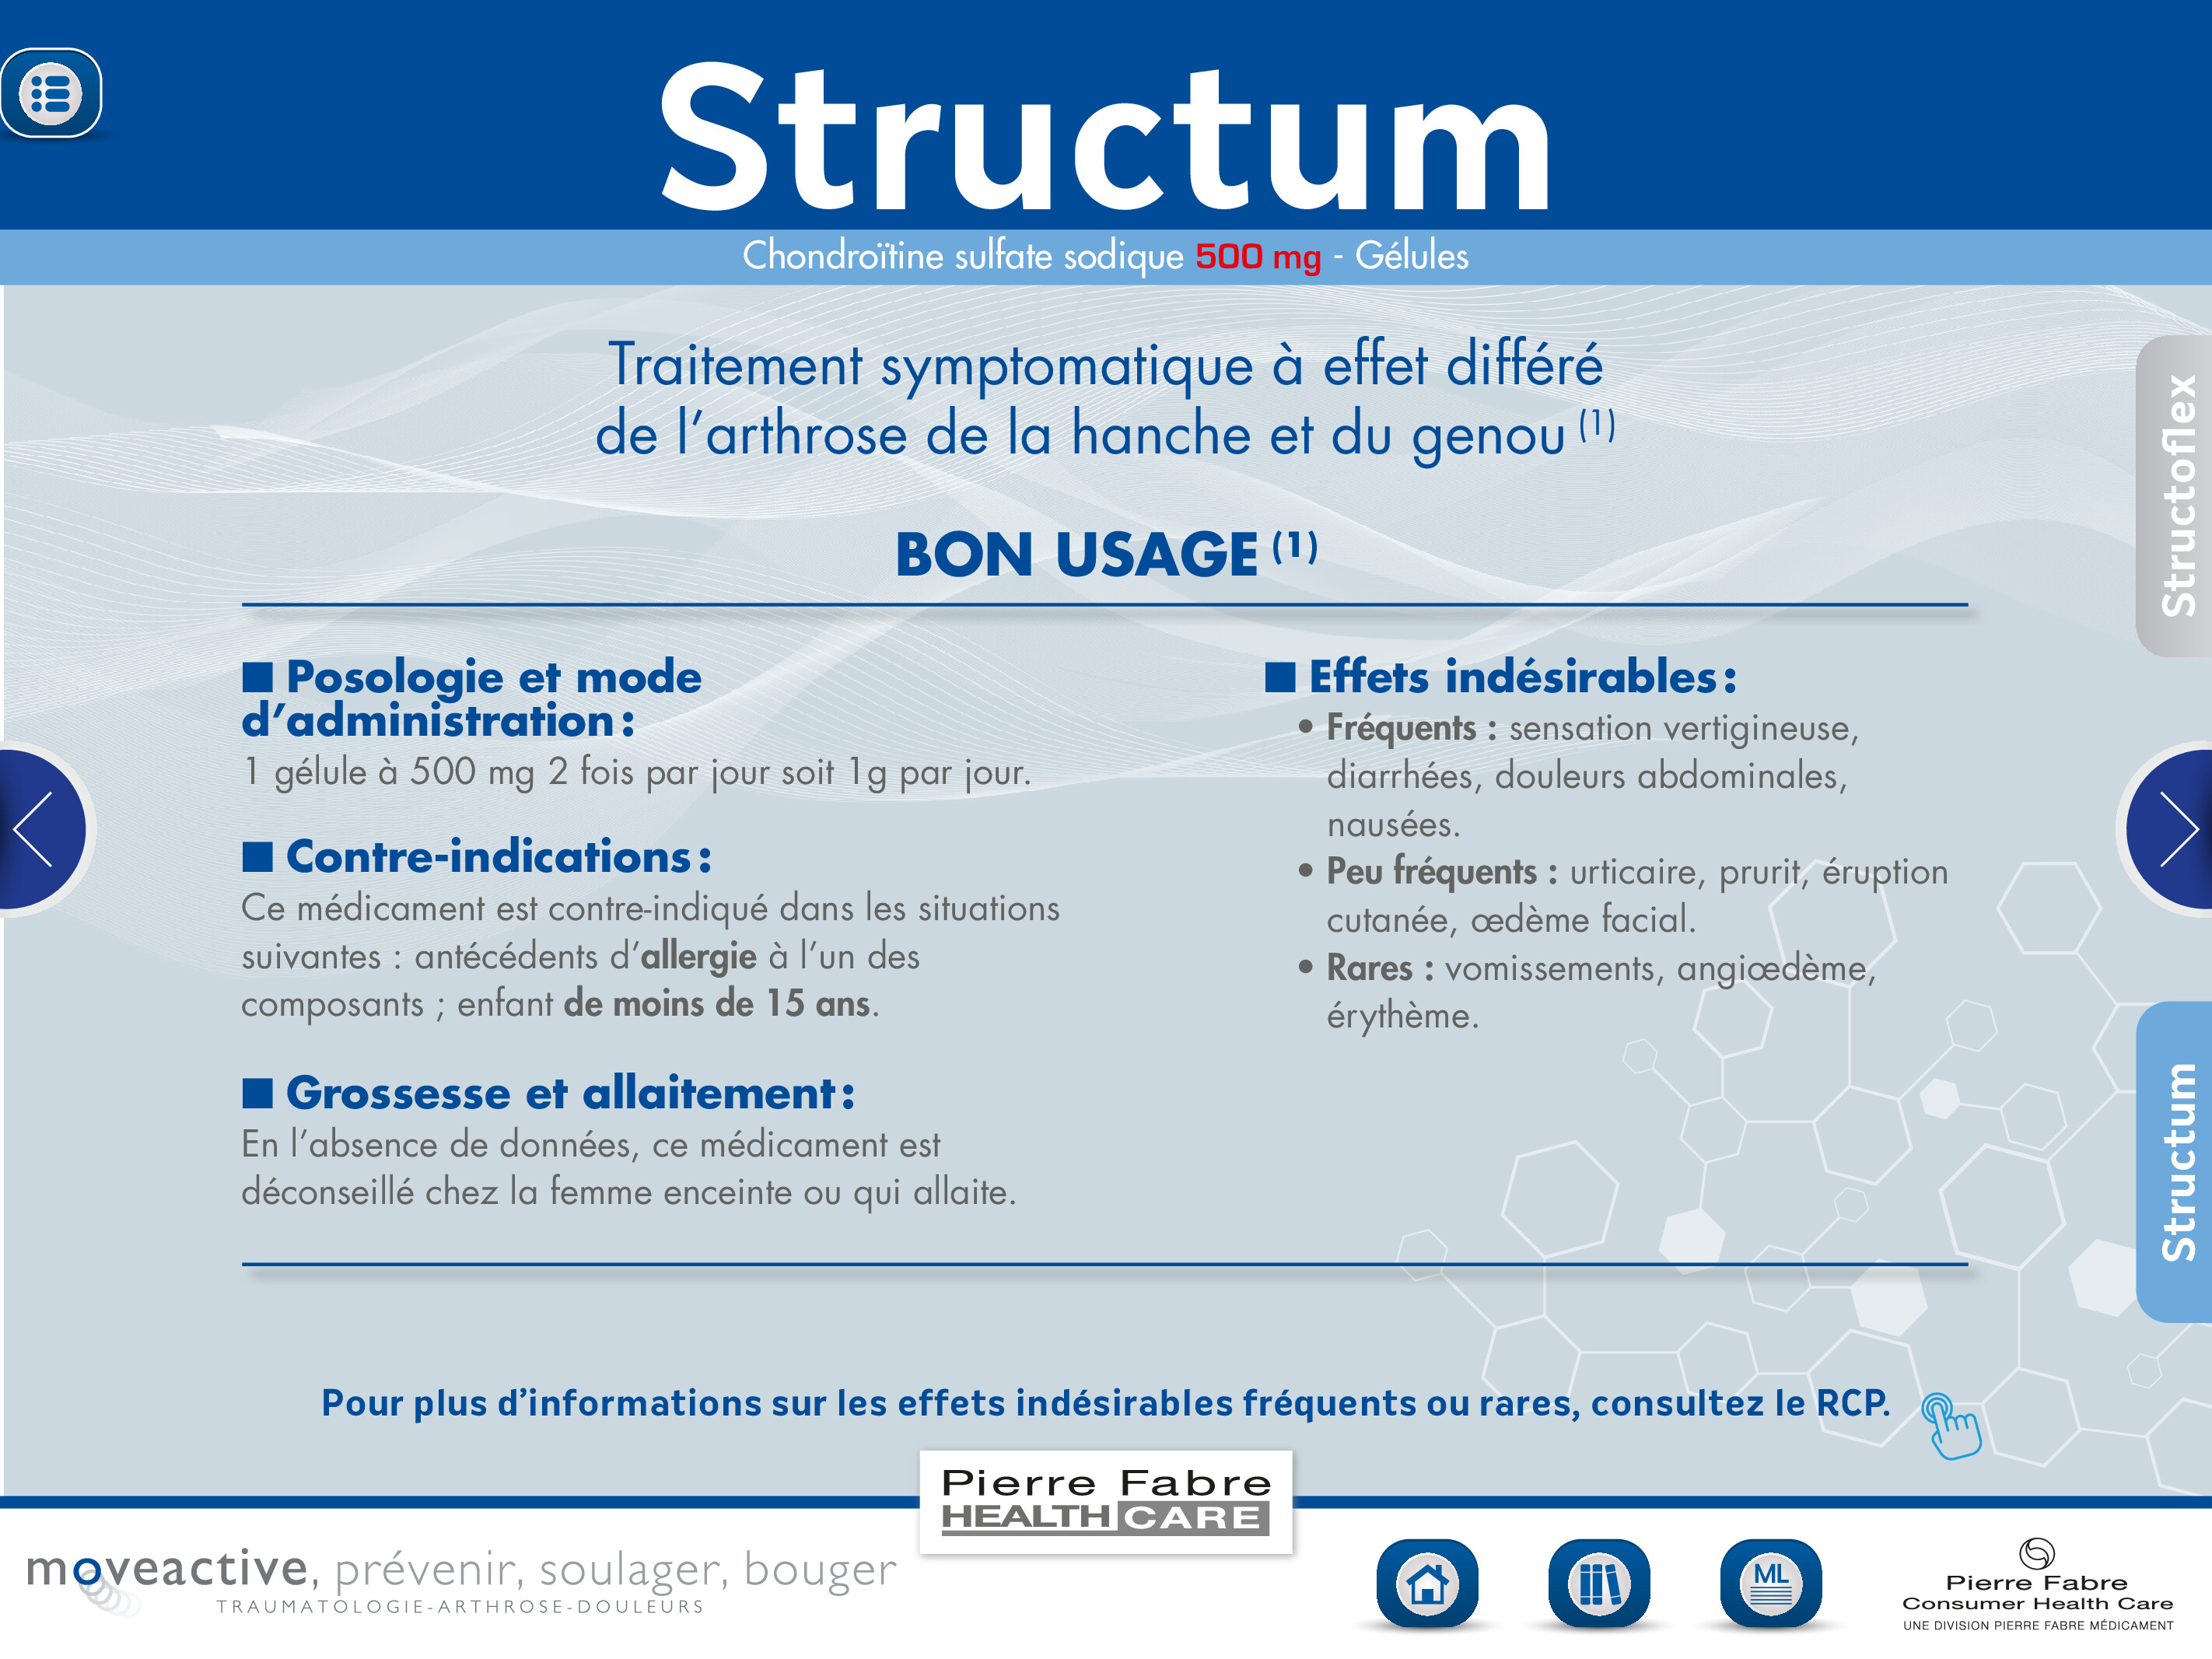 Structum
Chondroïtine sulfate sodique 500 mg - Gélules
Traitement symptomatique à effet différé
de l’arthrose de la hanche et du genou (1)
BON USAGE (1)
■ Posologie et mode
d’administration :
1 gélule à 500 mg 2 fois par jour soit 1g par jour.
■ Contre-indications :
Ce médicament est contre-indiqué dans les situations
suivantes : antécédents d’allergie à l’un des
composants ; enfant de moins de 15 ans.
■ Grossesse et allaitement :
En l’absence de données, ce médicament est
déconseillé chez la femme enceinte ou qui allaite.
■ Effets indésirables :
• Fréquents : sensation vertigineuse,
diarrhées, douleurs abdominales,
nausées.
• Peu fréquents : urticaire, prurit, éruption
cutanée, œdème facial.
• Rares : vomissements, angiœdème,
érythème.
Structoflex
Structum
Pour plus d’informations sur les effets indésirables fréquents ou rares, consultez le RCP.
Pierre Fabre
HEALTH CARE
moveactive, prévenir, soulager, bouger
TRAUMATOLOGIE-ARTHROSE-DOULEURS
ML
Pierre Fabre
Consumer Health Care
UNE DIVISION PIERRE FABRE MÉDICAMENT